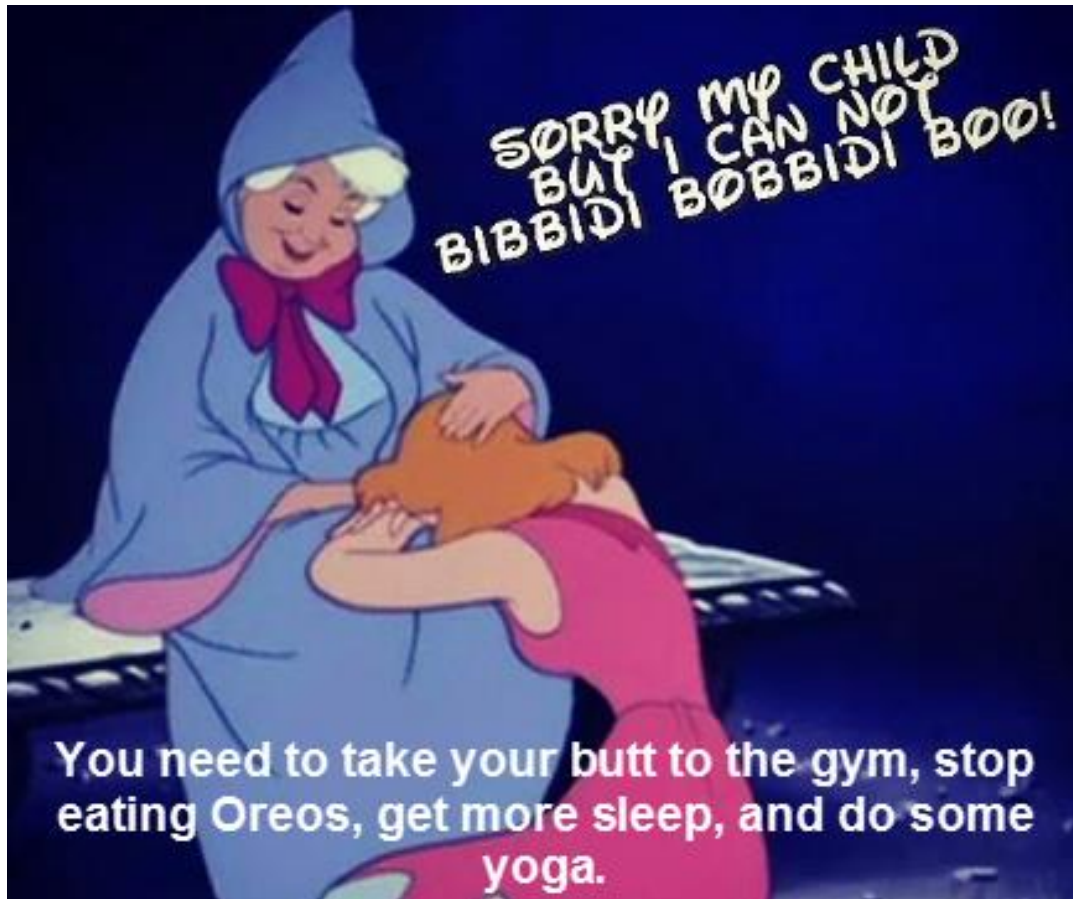 SORRY MY CHILD
BUT I CAN NOT
BIBBIDI BOBBIDI BOO!
You need to take your butt to the gym, stop
eating Oreos, get more sleep, and do some
yoga.